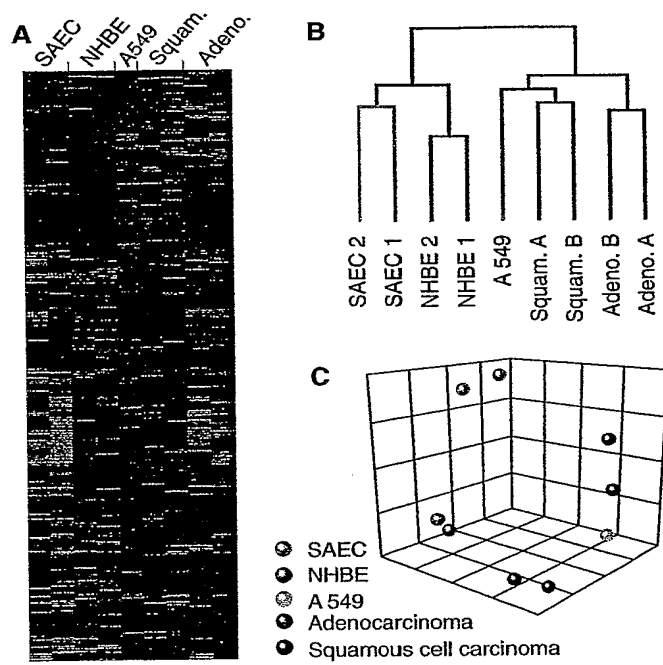 A
SAEC
NHBE
A549
Squam.
Adeno.
B
SAEC 2
SAEC 1
NHBE 2
NHBE 1
A 549
Squam. A
Squam. B
Adeno. B
Adeno. A
C
SAEC
NHBE
A 549
Adenocarcinoma
Squamous cell carcinoma